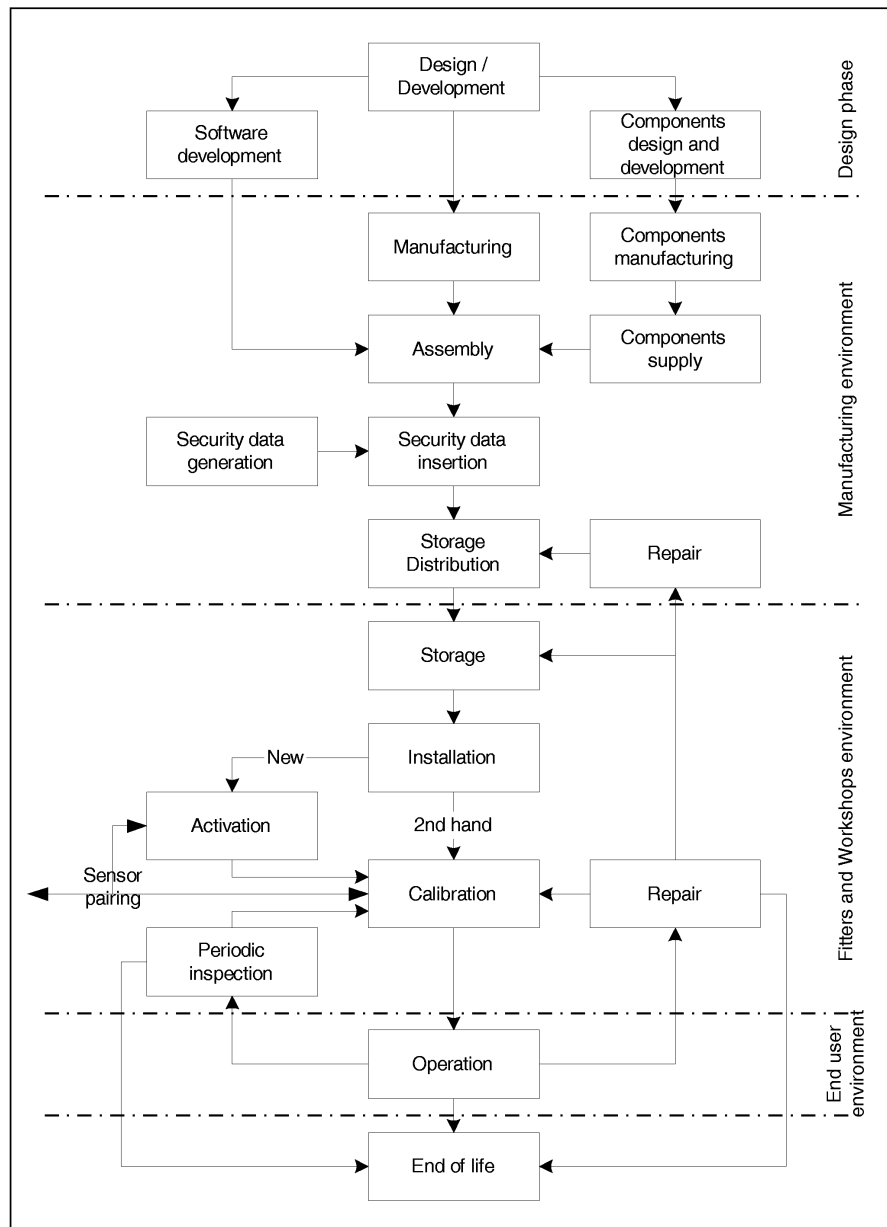 Design /
Development
Software
development
Components
design and
development
Design phase
Manufacturing
Components
manufacturing
Assembly
Components
supply
Security data
generation
Security data
insertion
Storage
Distribution
Repair
Manufacturing environment
Storage
Installation
New
Activation
2nd hand
Sensor
pairing
Calibration
Repair
Periodic
inspection
Fitters and Workshops environment
Operation
End user
environment
End of life